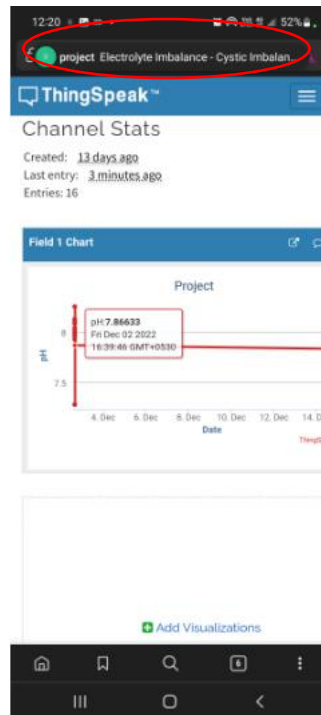 12:20
52%
project Electrolyte Imbalance - Cystic Imbalan...
ThingSpeak™
Channel Stats
Created: 13 days ago
Last entry: 3 minutes ago
Entries: 16
Field 1 Chart
Project
pH:7.86633
Fri Dec 02 2022
16:39:46 GMT+0530
8
7.5
pH
4. Dec 6. Dec 8. Dec 10. Dec 12. Dec 14. D
Date
ThingS
Add Visualizations
6